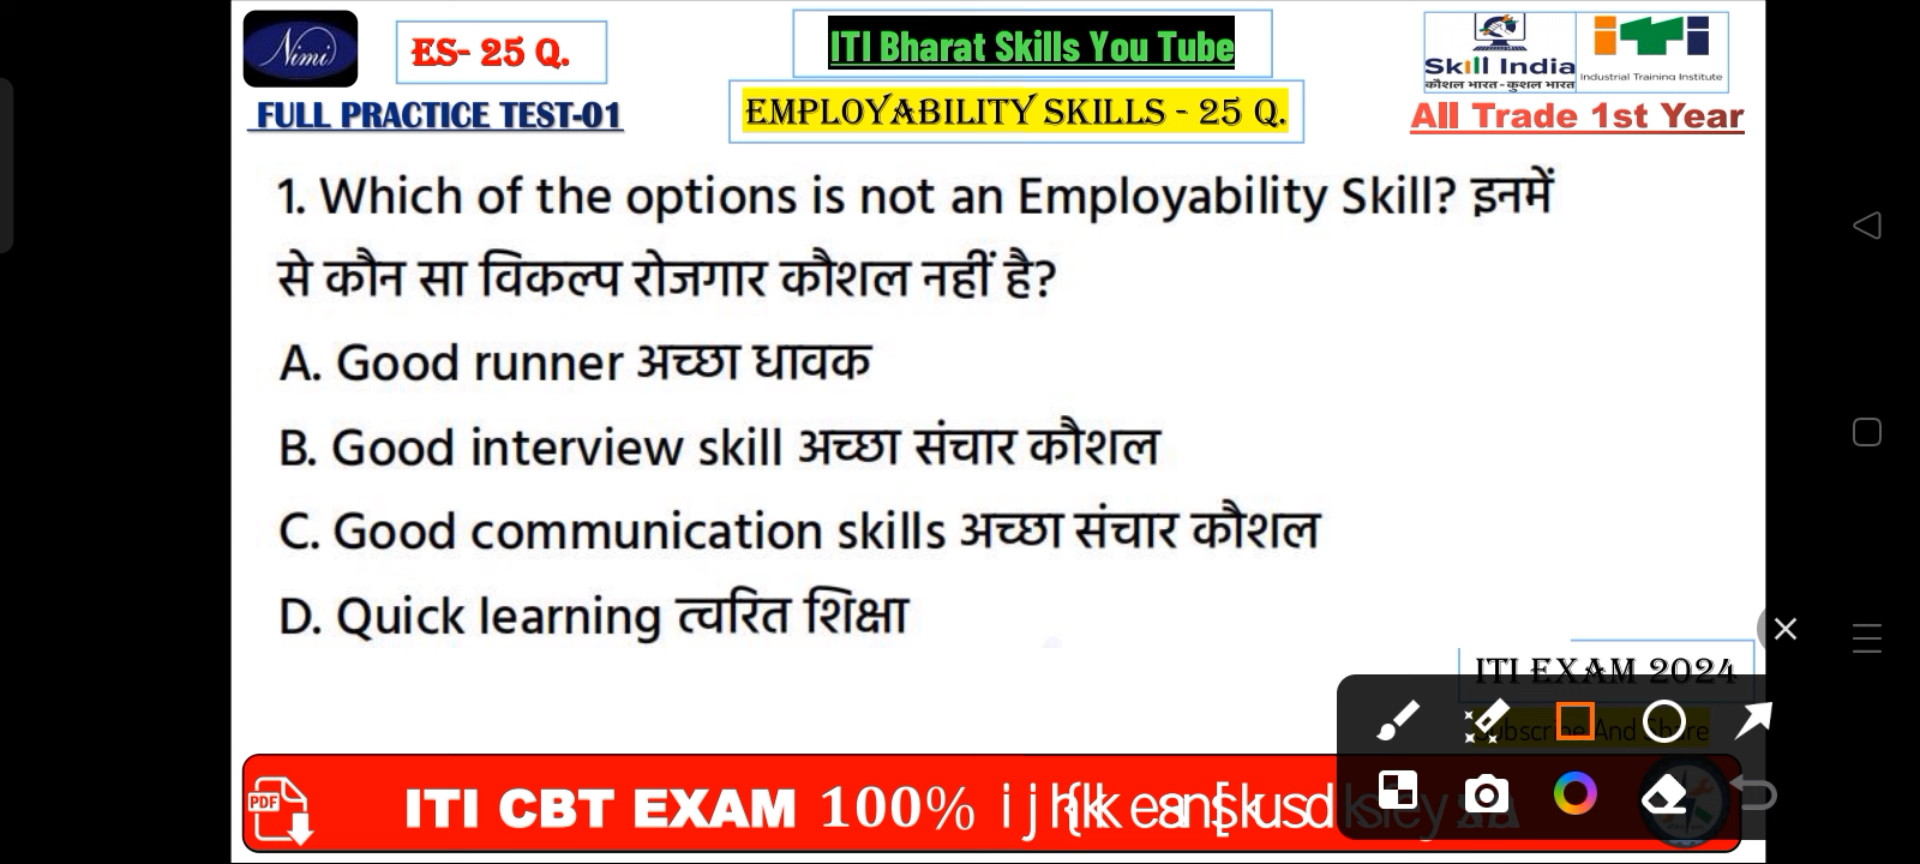 Nimi
ES- 25 Q.
ITI Bharat Skills You Tube
Skill India
कौशल भारत-कुशल भारत
iTi
Industrial Training Institute
FULL PRACTICE TEST-01
EMPLOYABILITY SKILLS - 25 Q.
All Trade 1st Year
1. Which of the options is not an Employability Skill? इनमें
से कौन सा विकल्प रोजगार कौशल नहीं है?
A. Good runner अच्छा धावक
B. Good interview skill अच्छा संचार कौशल
C. Good communication skills अच्छा संचार कौशल
D. Quick learning त्वरित शिक्षा
ITI EXAM 2024
And
PDF
ITI CBT EXAM 100%